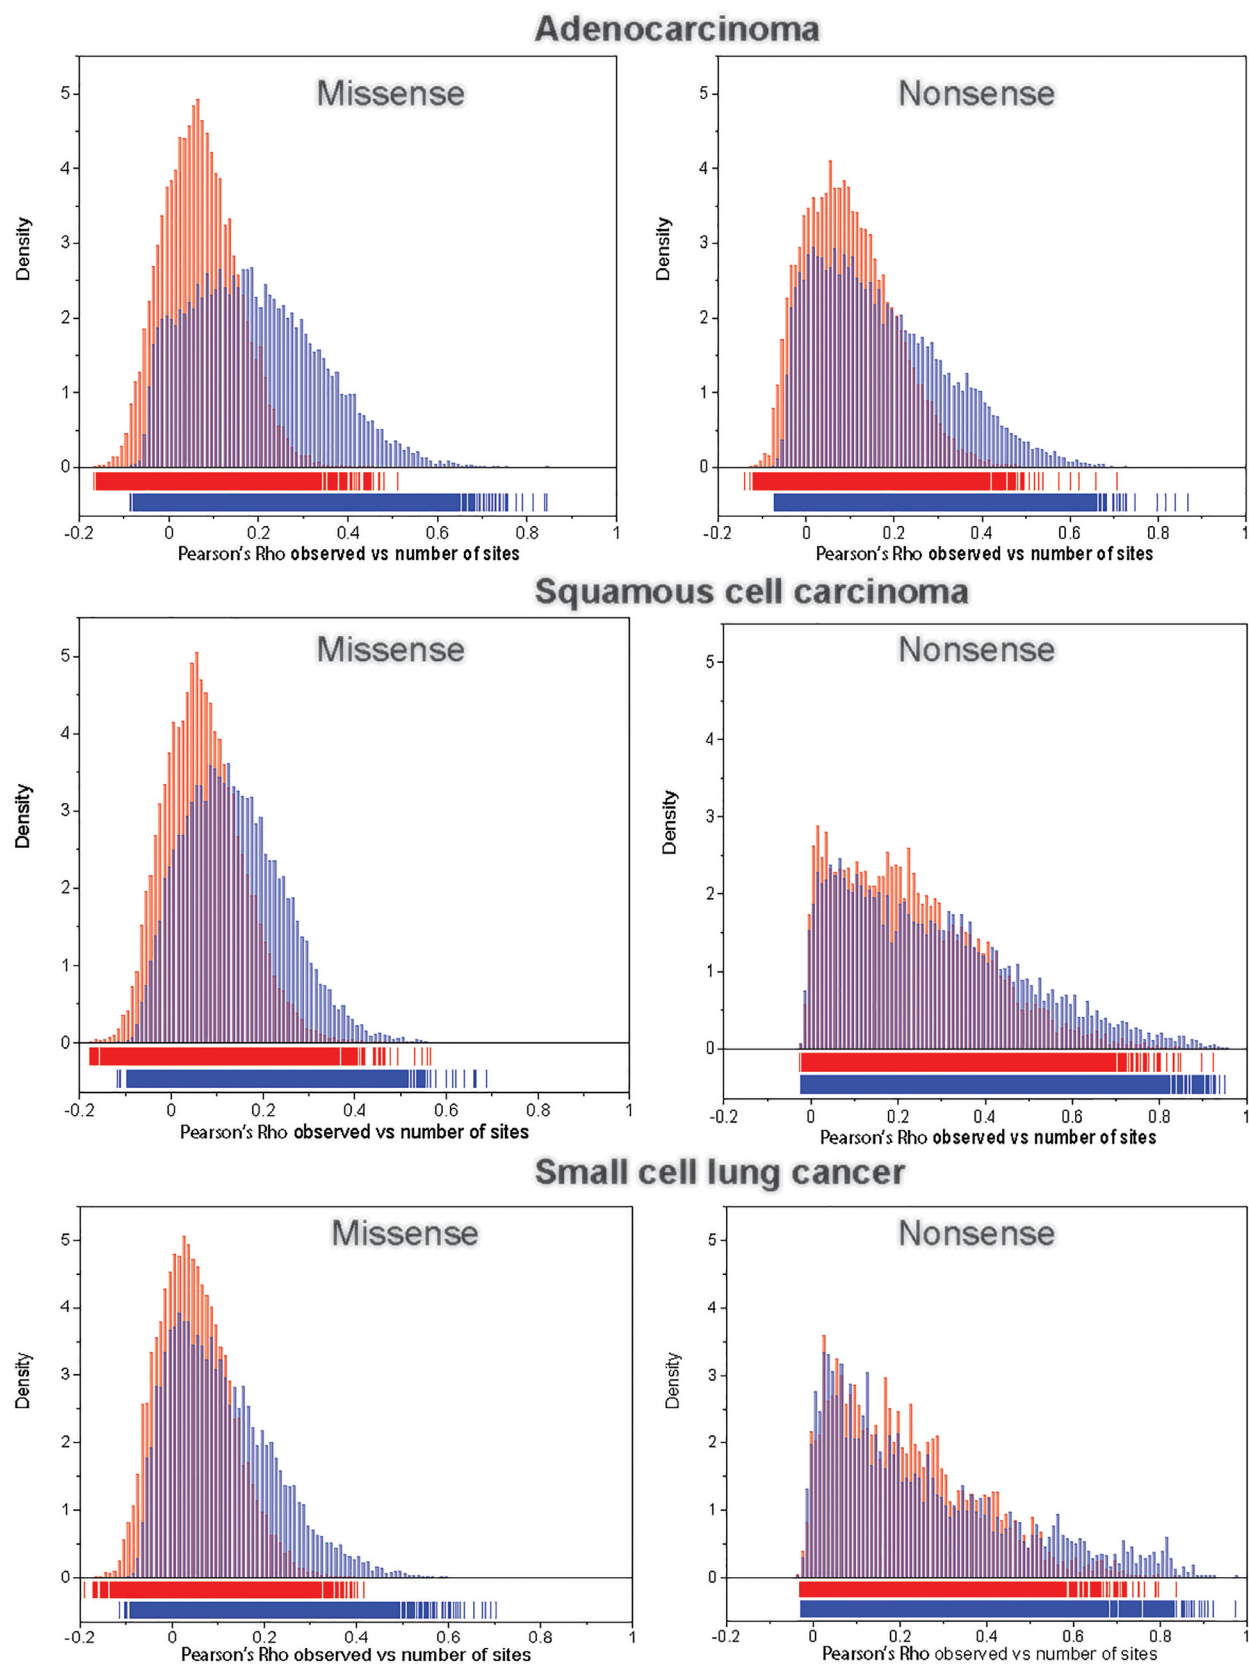 Adenocarcinoma
Missense
Nonsense
Density
5
4
3
2
1
0
-0.2 0 0.2 0.4 0.6 0.8 1
Pearson's Rho observed vs number of sites
Density
5
4
3
2
1
0
-0.2 0 0.2 0.4 0.6 0.8 1
Pearson's Rho observed vs number of sites
Squamous cell carcinoma
Missense
Nonsense
Density
5
4
3
2
1
0
-0.2 0 0.2 0.4 0.6 0.8 1
Pearson's Rho observed vs number of sites
Density
5
4
3
2
1
0
-0.2 0 0.2 0.4 0.6 0.8 1
Pearson's Rho observed vs number of sites
Small cell lung cancer
Missense
Nonsense
Density
5
4
3
2
1
0
-0.2 0 0.2 0.4 0.6 0.8 1
Pearson's Rho observed vs number of sites
Density
5
4
3
2
1
0
-0.2 0 0.2 0.4 0.6 0.8 1
Pearson's Rho observed vs number of sites